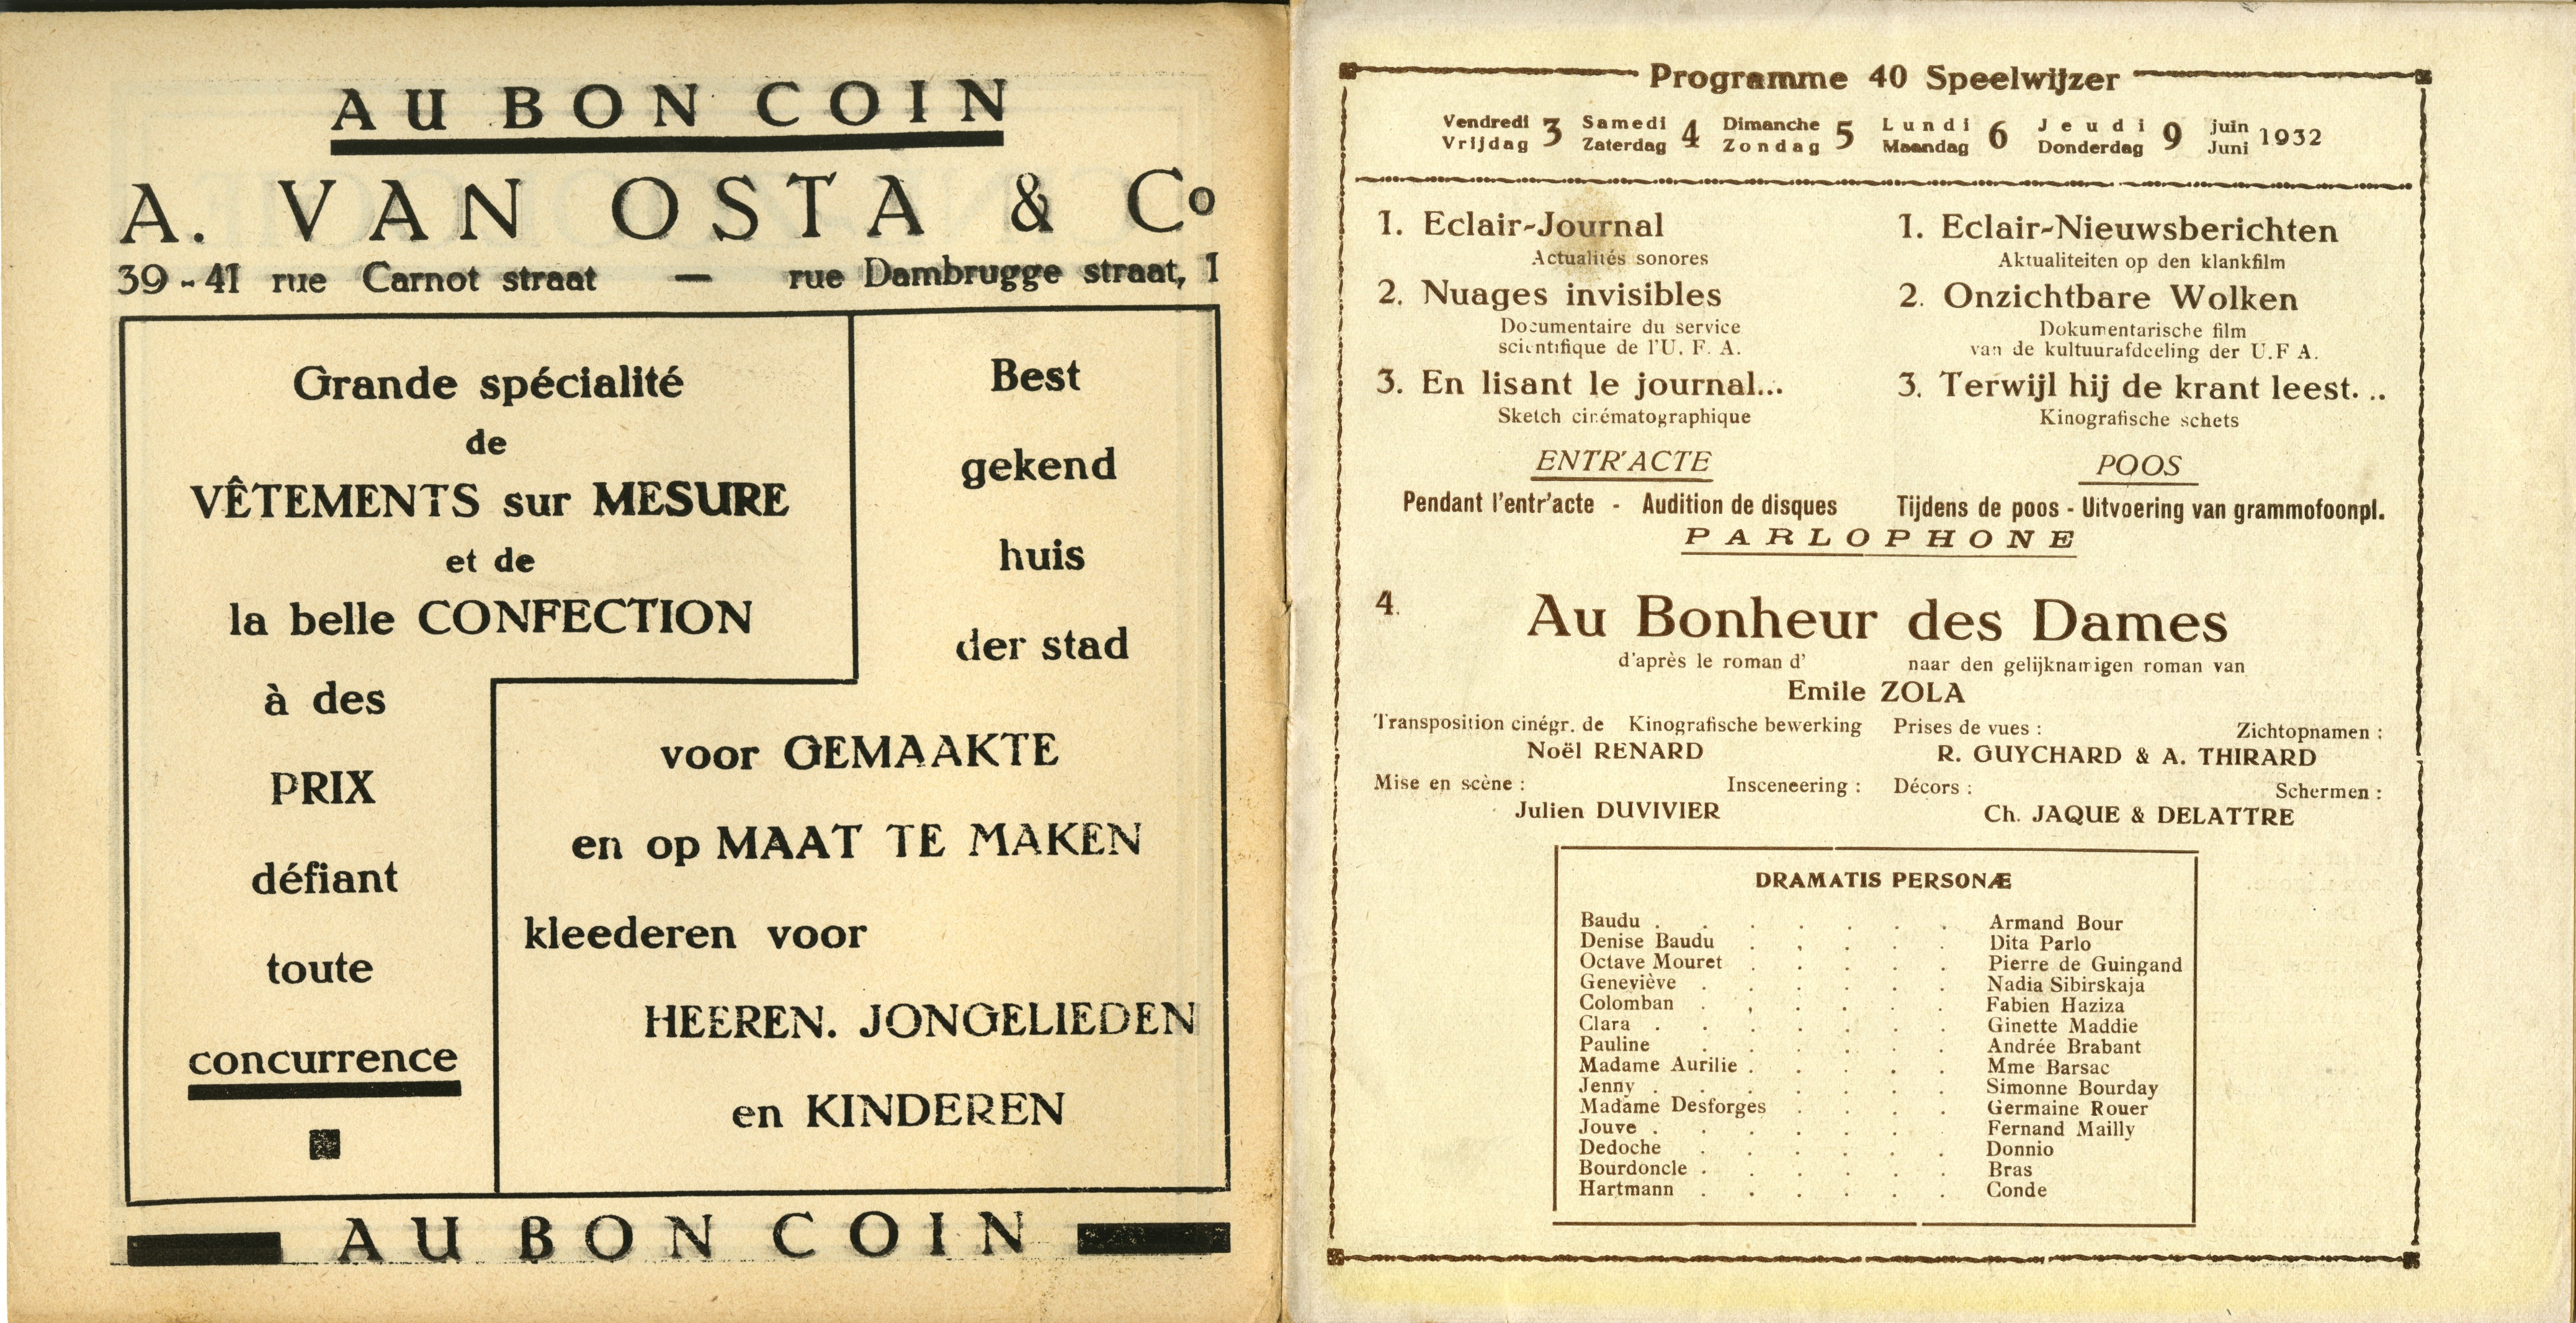 AU BON COIN
A. VAN OSTA & Co
39-41 rue Carnot straat — rue Dambrugge straat, 1
Grande spécialité
de
VÊTEMENTS sur MESURE
et de
la belle CONFECTION
à des
PRIX
défiant
toute
concurrence
Best
gekend
huis
der stad
voor GEMAAKTE
en op MAAT TE MAKEN
kleederen voor
HEEREN. JONGELIEDEN
en KINDEREN
AU BON COIN
Programme 40 Speelwijzer
Vendredi 3 Samedi 4 Dimanche 5 Lundi 6 Jeudi 9 juin 1932
Vrijdag Zaterdag Zondag Maandag Donderdag Juni
1. Eclair-Journal
Actualités sonores
2. Nuages invisibles
Documentaire du service
scientifique de l'U. F. A.
3. En lisant le journal...
Sketch cinématographique
ENTR'ACTE
Pendant l'entr'acte - Audition de disques
1. Eclair-Nieuwsberichten
Aktualiteiten op den klankfilm
2. Onzichtbare Wolken
Dokumentarische film
van de kultuurafdeeling der U.F A.
3. Terwijl hij de krant leest...
Kinografische schets
POOS
Tijdens de poos - Uitvoering van grammofoonpl.
PARLOPHONE
4. Au Bonheur des Dames
d'après le roman d' naar den gelijknamigen roman van
Emile ZOLA
Transposition cinégr. de Kinografische bewerking
Noël RENARD
Prises de vues : Zichtopnamen :
R. GUYCHARD & A. THIRARD
Mise en scène : Insceneering :
Julien DUVIVIER
Décors : Schermen :
Ch. JAQUE & DELATTRE
DRAMATIS PERSONÆ
Baudu . . . . . . . Armand Bour
Denise Baudu . . . . . Dita Parlo
Octave Mouret . . . . . Pierre de Guingand
Geneviève . . . . . . Nadia Sibirskaja
Colomban . . . . . . Fabien Haziza
Clara . . . . . . . Ginette Maddie
Pauline . . . . . . Andrée Brabant
Madame Aurilie . . . . . Mme Barsac
Jenny . . . . . . . Simonne Bourday
Madame Desforges . . . . Germaine Rouer
Jouve . . . . . . . Fernand Mailly
Dedoche . . . . . . Donnio
Bourdoncle . . . . . . Bras
Hartmann . . . . . . Conde